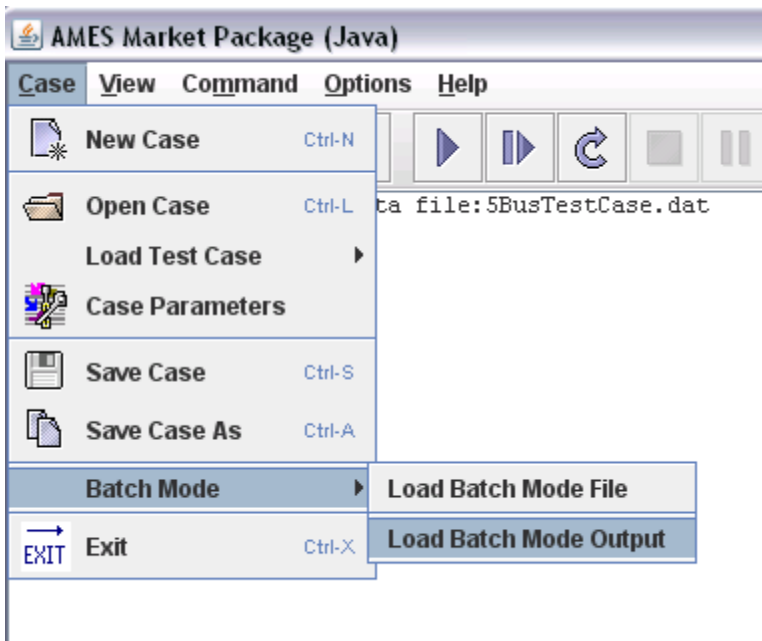 AMES Market Package (Java)
Case View Command Options Help
New Case Ctrl-N
Open Case Ctrl-L
ta file:5BusTestCase.dat
Load Test Case
Case Parameters
Save Case Ctrl-S
Save Case As Ctrl-A
Batch Mode
Load Batch Mode File
EXIT Exit Ctrl-X
Load Batch Mode Output